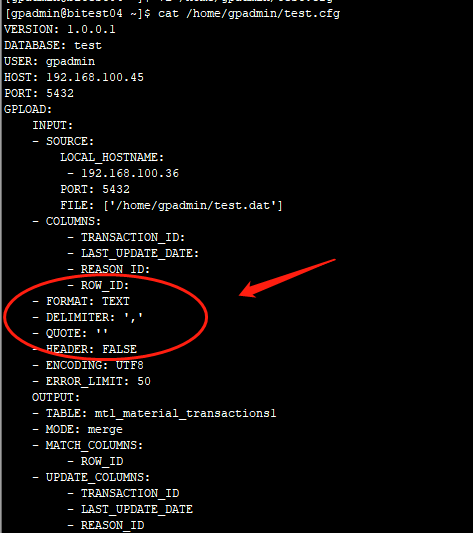 [gpadmin@bitest04 ~]$ cat /home/gpadmin/test.cfg
VERSION: 1.0.0.1
DATABASE: test
USER: gpadmin
HOST: 192.168.100.45
PORT: 5432
GPLOAD:
INPUT:
- SOURCE:
LOCAL_HOSTNAME:
- 192.168.100.36
PORT: 5432
FILE: ['/home/gpadmin/test.dat']
- COLUMNS:
- TRANSACTION_ID:
- LAST_UPDATE_DATE:
- REASON_ID:
- ROW_ID:
- FORMAT: TEXT
- DELIMITER: ','
- QUOTE: ''
- HEADER: FALSE
- ENCODING: UTF8
- ERROR_LIMIT: 50
OUTPUT:
- TABLE: mtl_material_transactions1
- MODE: merge
- MATCH_COLUMNS:
- ROW_ID
- UPDATE_COLUMNS:
- TRANSACTION_ID
- LAST_UPDATE_DATE
- REASON_ID